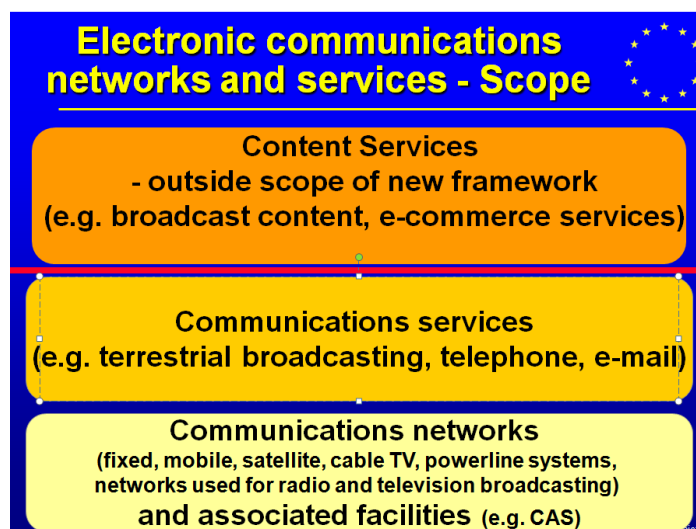 Electronic communications
networks and services - Scope
Content Services
- outside scope of new framework
(e.g. broadcast content, e-commerce services)
Communications services
(e.g. terrestrial broadcasting, telephone, e-mail)
Communications networks
(fixed, mobile, satellite, cable TV, powerline systems,
networks used for radio and television broadcasting)
and associated facilities (e.g. CAS)